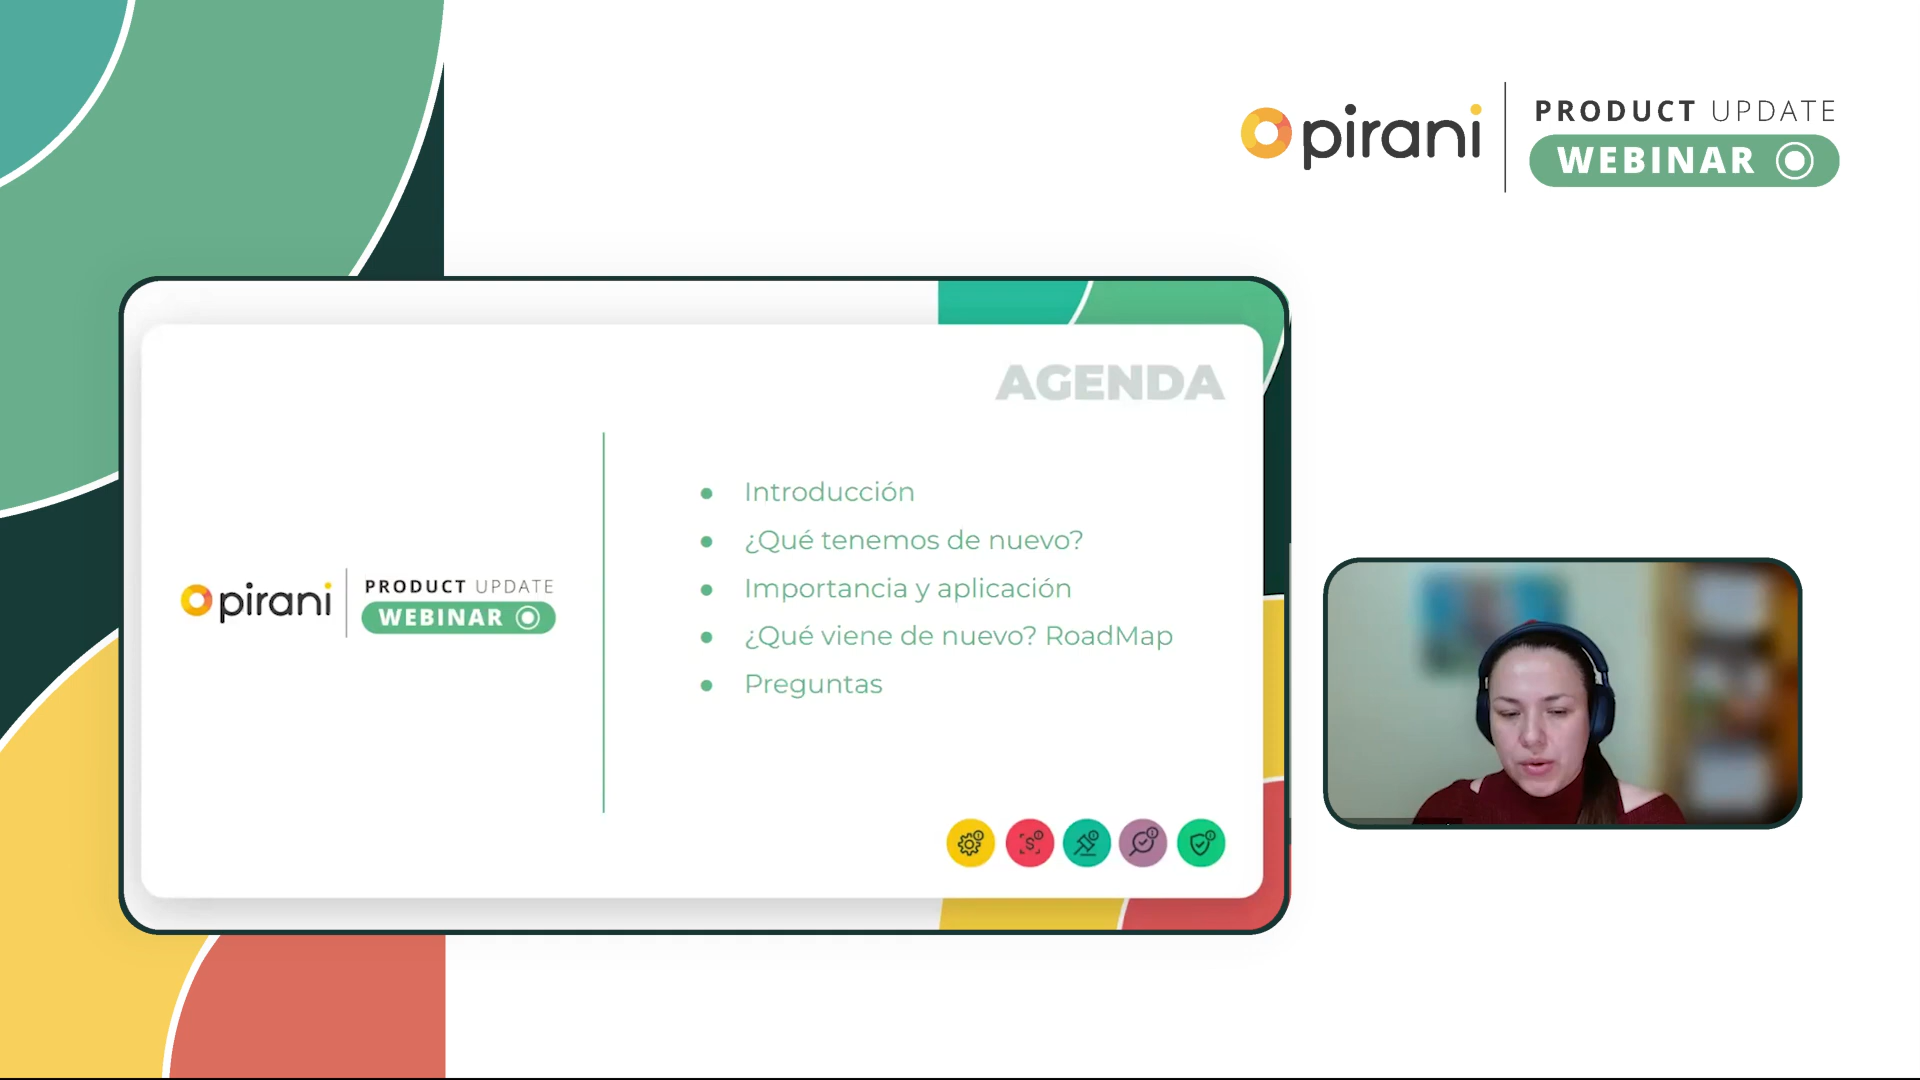 pirani
PRODUCT UPDATE
WEBINAR
AGENDA
pirani
PRODUCT UPDATE
WEBINAR
• Introducción
• ¿Qué tenemos de nuevo?
• Importancia y aplicación
• ¿Qué viene de nuevo? RoadMap
• Preguntas